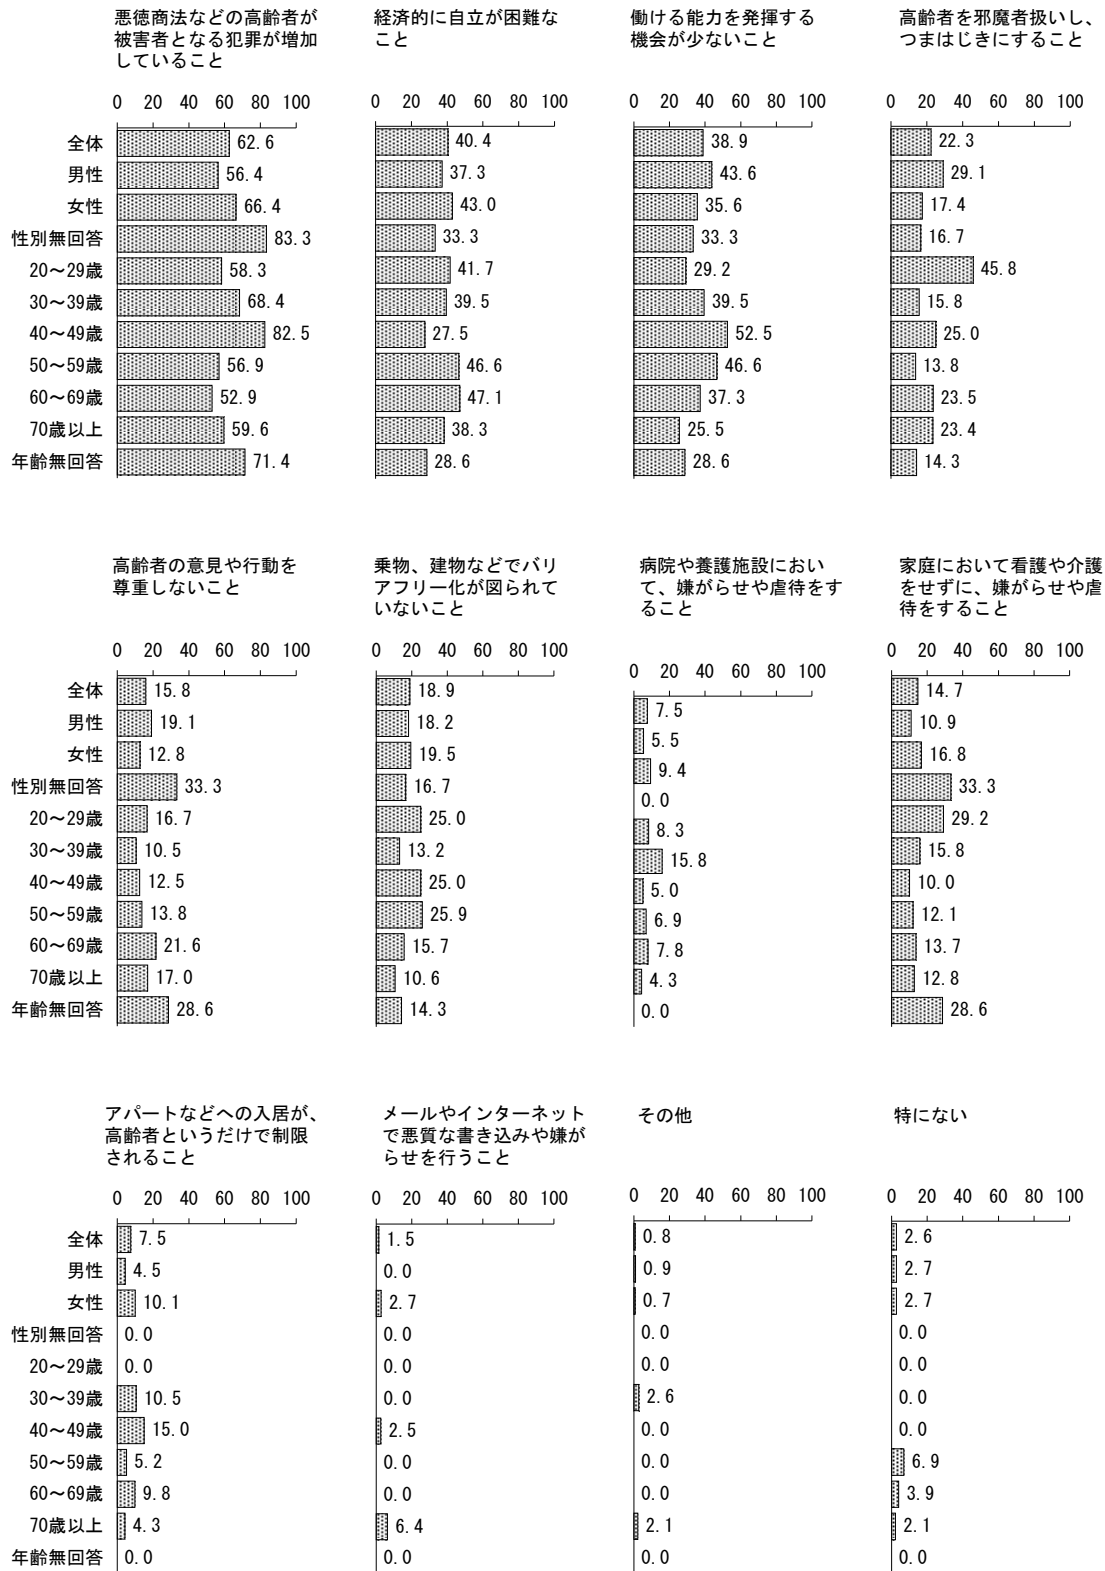 悪徳商法などの高齢者が
被害者となる犯罪が増加
していること
経済的に自立が困難な
こと
働ける能力を発揮する
機会が少ないこと
高齢者を邪魔者扱いし、
つまはじきにすること
0 20 40 60 80 100 0 20 40 60 80 100 0 20 40 60 80 100 0 20 40 60 80 100
全体 62.6 40.4 38.9 22.3
男性 56.4 37.3 43.6 29.1
女性 66.4 43.0 35.6 17.4
性別無回答 83.3 33.3 33.3 16.7
20～29歳 58.3 41.7 29.2 45.8
30～39歳 68.4 39.5 39.5 15.8
40～49歳 82.5 27.5 52.5 25.0
50～59歳 56.9 46.6 46.6 13.8
60～69歳 52.9 47.1 37.3 23.5
70歳以上 59.6 38.3 25.5 23.4
年齢無回答 71.4 28.6 28.6 14.3
高齢者の意見や行動を
尊重しないこと
乗物、建物などでバリ
アフリー化が図られて
いないこと
病院や養護施設におい
て、嫌がらせや虐待をす
ること
家庭において看護や介護
をせずに、嫌がらせや虐
待をすること
0 20 40 60 80 100 0 20 40 60 80 100 0 20 40 60 80 100 0 20 40 60 80 100
全体 15.8 18.9 7.5 14.7
男性 19.1 18.2 5.5 10.9
女性 12.8 19.5 9.4 16.8
性別無回答 33.3 16.7 0.0 33.3
20～29歳 16.7 25.0 8.3 29.2
30～39歳 10.5 13.2 15.8 15.8
40～49歳 12.5 25.0 5.0 10.0
50～59歳 13.8 25.9 6.9 12.1
60～69歳 21.6 15.7 7.8 13.7
70歳以上 17.0 10.6 4.3 12.8
年齢無回答 28.6 14.3 0.0 28.6
アパートなどへの入居が、
高齢者というだけで制限
されること
メールやインターネット
で悪質な書き込みや嫌が
らせを行うこと
その他
特にない
0 20 40 60 80 100 0 20 40 60 80 100 0 20 40 60 80 100 0 20 40 60 80 100
全体 7.5 1.5 0.8 2.6
男性 4.5 0.0 0.9 2.7
女性 10.1 2.7 0.7 2.7
性別無回答 0.0 0.0 0.0 0.0
20～29歳 0.0 0.0 0.0 0.0
30～39歳 10.5 0.0 2.6 0.0
40～49歳 15.0 2.5 0.0 0.0
50～59歳 5.2 0.0 0.0 6.9
60～69歳 9.8 0.0 0.0 3.9
70歳以上 4.3 6.4 2.1 2.1
年齢無回答 0.0 0.0 0.0 0.0